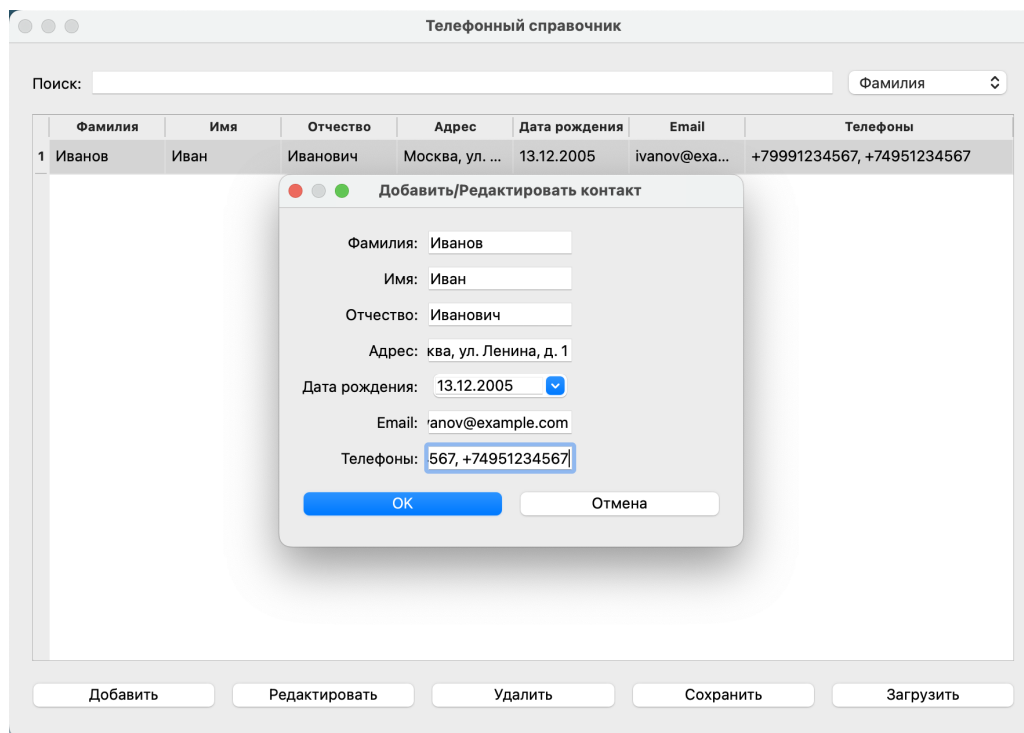 Телефонный справочник
Поиск: Фамилия
Фамилия Имя Отчество Адрес Дата рождения Email Телефоны
1 Иванов Иван Иванович Москва, ул. ... 13.12.2005 ivanov@exa... +79991234567, +74951234567
Добавить/Редактировать контакт
Фамилия: Иванов
Имя: Иван
Отчество: Иванович
Адрес: ква, ул. Ленина, д. 1
Дата рождения: 13.12.2005
Email: vanov@example.com
Телефоны: 567, +74951234567
OK Отмена
Добавить Редактировать Удалить Сохранить Загрузить